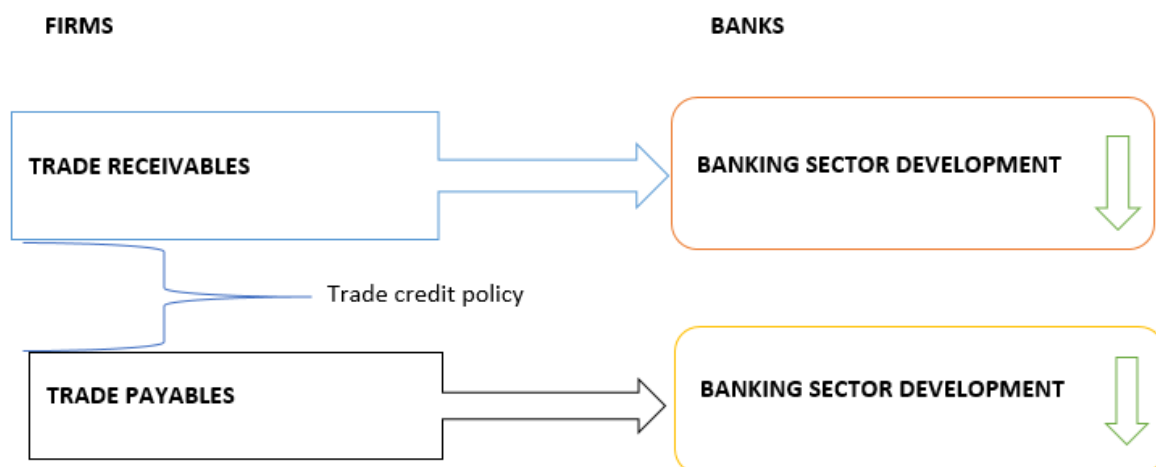 FIRMS
BANKS
TRADE RECEIVABLES
BANKING SECTOR DEVELOPMENT
Trade credit policy
TRADE PAYABLES
BANKING SECTOR DEVELOPMENT